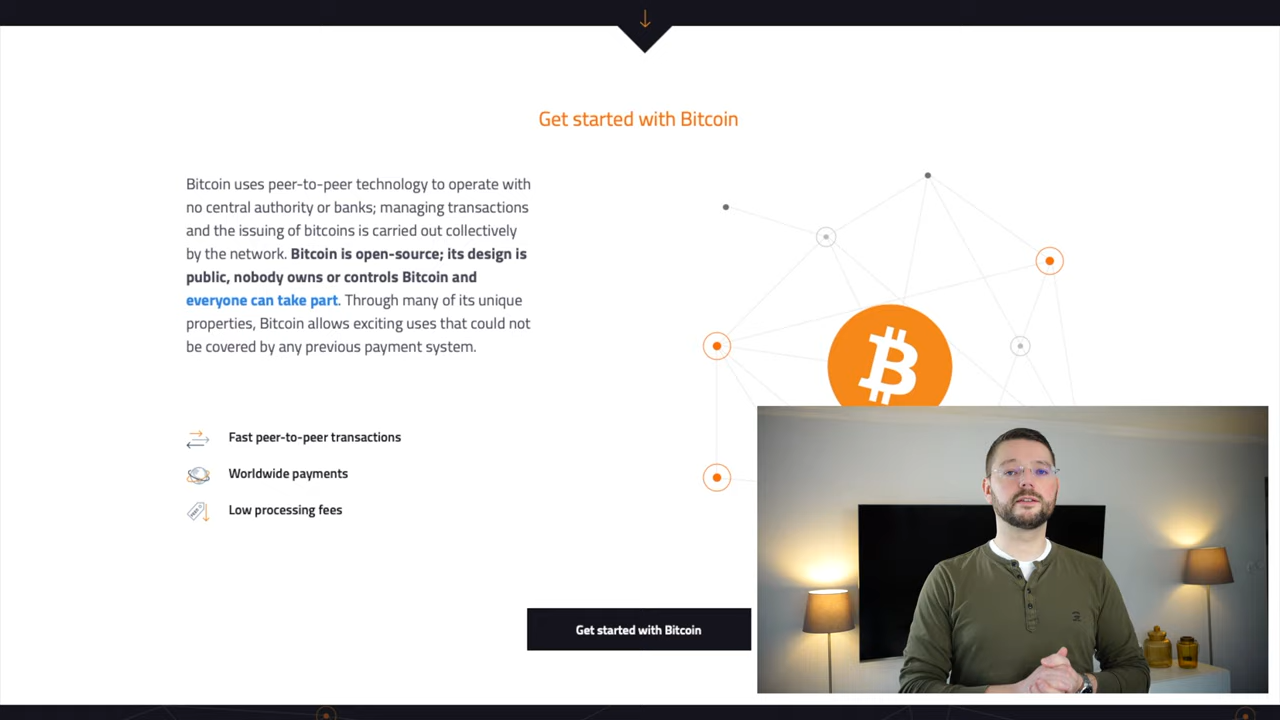 Get started with Bitcoin
Bitcoin uses peer-to-peer technology to operate with
no central authority or banks; managing transactions
and the issuing of bitcoins is carried out collectively
by the network. Bitcoin is open-source; its design is
public, nobody owns or controls Bitcoin and
everyone can take part. Through many of its unique
properties, Bitcoin allows exciting uses that could not
be covered by any previous payment system.
Fast peer-to-peer transactions
Worldwide payments
Low processing fees
Get started with Bitcoin